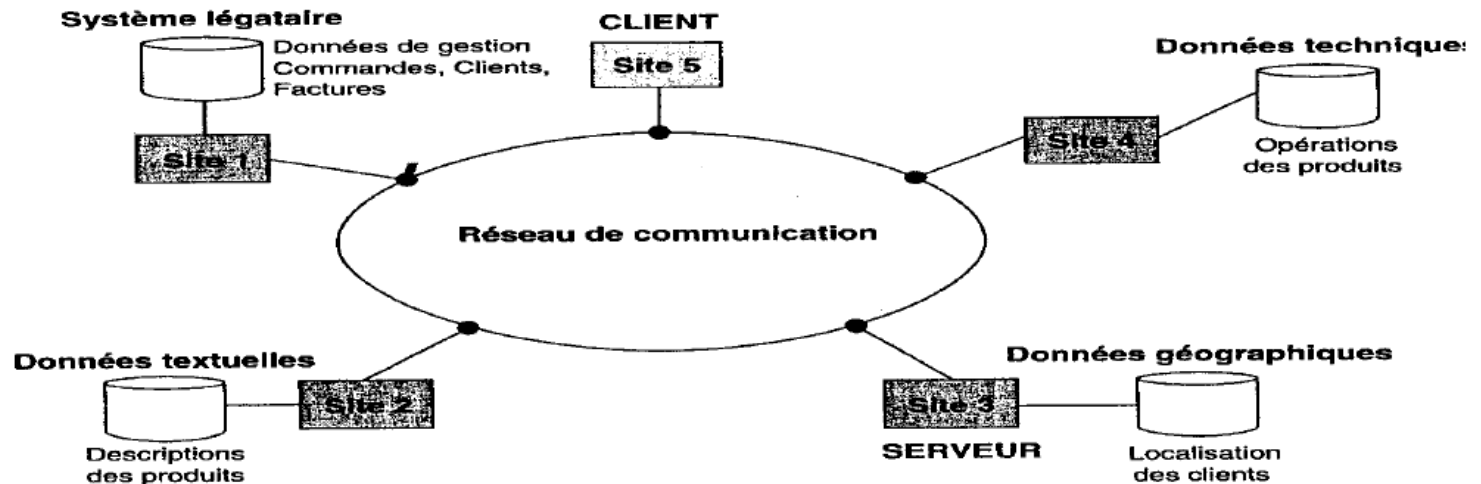 Système légataire
Données de gestion
Commandes, Clients,
Factures
Site 1
CLIENT
Site 5
Données techniques
Site 4
Opérations
des produits
Réseau de communication
Données textuelles
Site 2
Descriptions
des produits
Données géographiques
Site 3
SERVEUR
Localisation
des clients